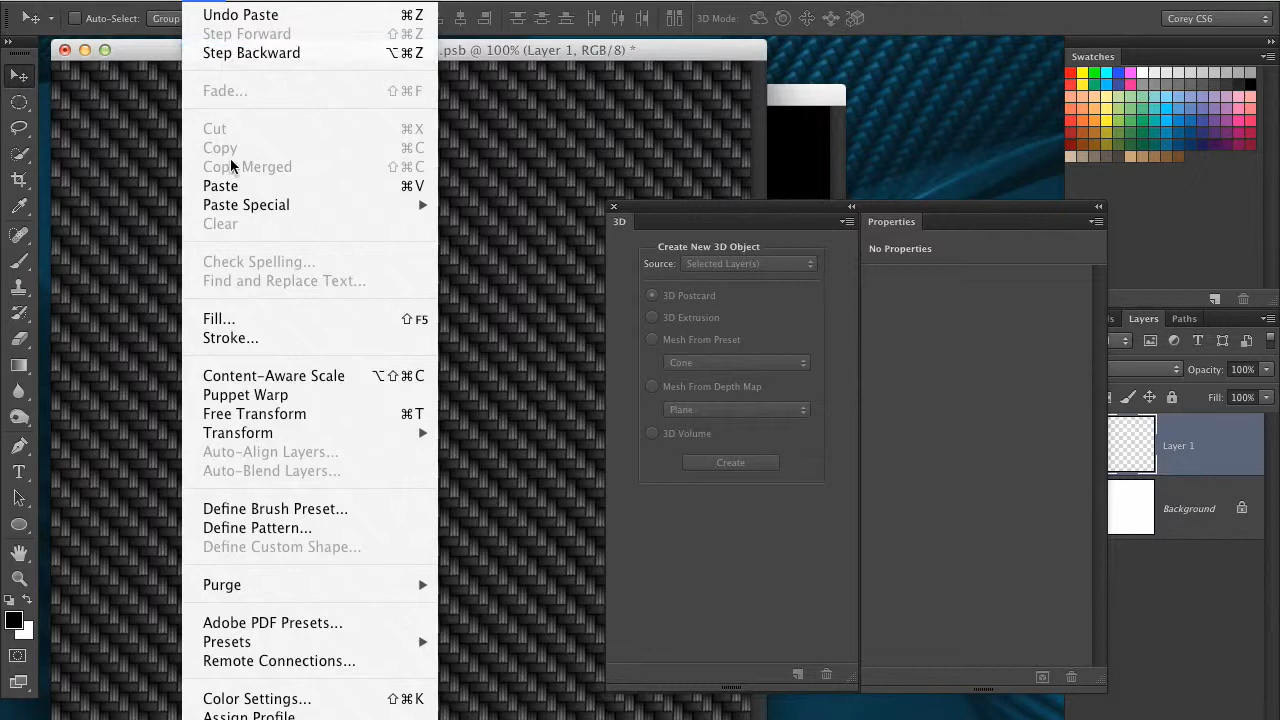 Auto-Select: Group
3D Mode:
Corey CS6
Undo Paste ⌘Z
Step Forward ⇧⌘Z
Step Backward ⌥⌘Z
Fade... ⇧⌘F
Cut ⌘X
Copy ⌘C
Copy Merged ⇧⌘C
Paste ⌘V
Paste Special
Clear
Check Spelling...
Find and Replace Text...
Fill... ⇧F5
Stroke...
Content-Aware Scale ⌥⇧⌘C
Puppet Warp
Free Transform ⌘T
Transform
Auto-Align Layers...
Auto-Blend Layers...
Define Brush Preset...
Define Pattern...
Define Custom Shape...
Purge
Adobe PDF Presets...
Presets
Remote Connections...
Color Settings... ⇧⌘K
Assign Profile
.psb @ 100% (Layer 1, RGB/8) *
3D
Create New 3D Object
Source: Selected Layer(s)
3D Postcard
3D Extrusion
Mesh From Preset
Cone
Mesh From Depth Map
Plane
3D Volume
Create
Properties
No Properties
Swatches
ls Layers Paths
Opacity: 100%
Fill: 100%
Layer 1
Background